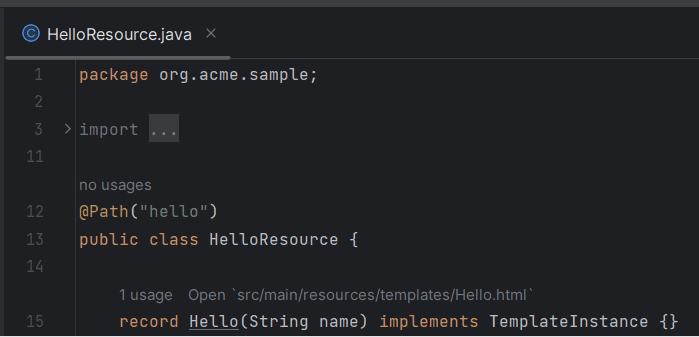 HelloResource.java
1 package org.acme.sample;
2
3 import ...
11
no usages
12 @Path("hello")
13 public class HelloResource {
14
1 usage Open `src/main/resources/templates/Hello.html`
15 record Hello(String name) implements TemplateInstance {}